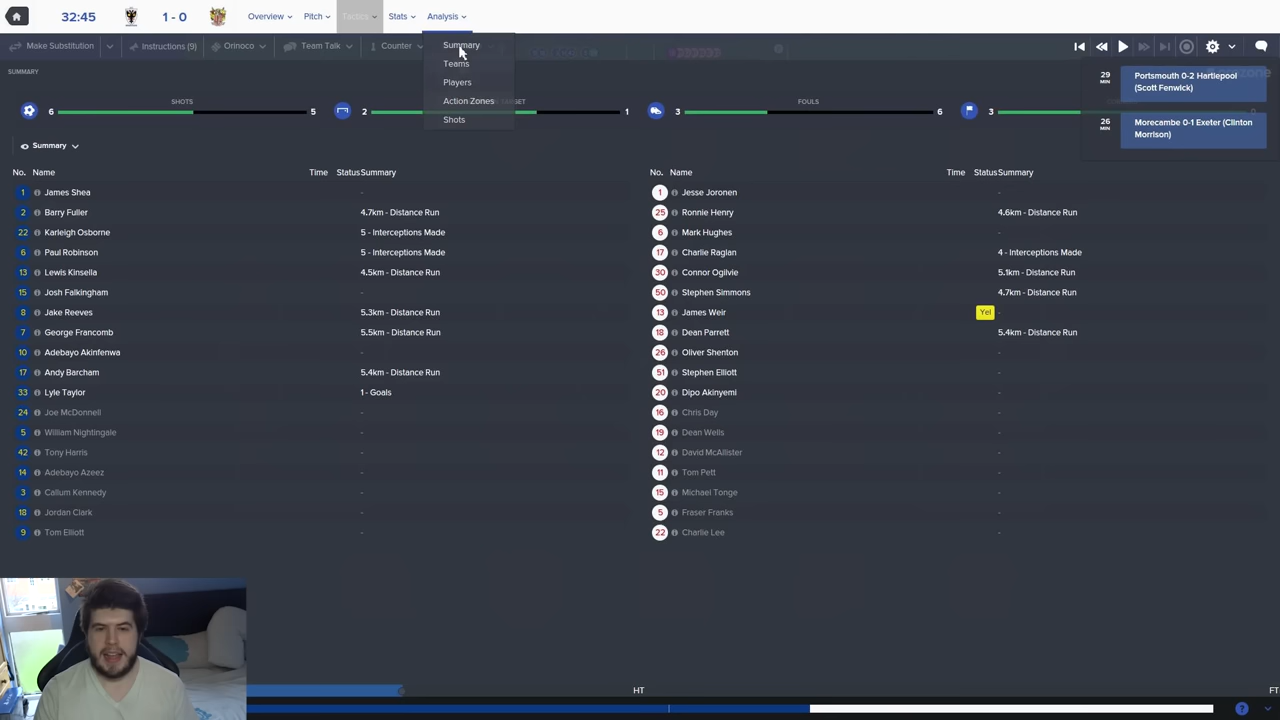 32:45
1 - 0
Overview
Pitch
Tactics
Stats
Analysis
Make Substitution
Instructions (9)
Orinoco
Team Talk
Counter
Summary
Teams
Players
Action Zones
Shots
SUMMARY
29 MIN
Portsmouth 0-2 Hartlepool (Scott Fenwick)
26 MIN
Morecambe 0-1 Exeter (Clinton Morrison)
SHOTS
6 5
2 1
FOULS
3 6
3
Summary
No. Name Time Status Summary
1 James Shea -
2 Barry Fuller 4.7km - Distance Run
22 Karleigh Osborne 5 - Interceptions Made
6 Paul Robinson 5 - Interceptions Made
13 Lewis Kinsella 4.5km - Distance Run
15 Josh Falkingham -
8 Jake Reeves 5.3km - Distance Run
7 George Francomb 5.5km - Distance Run
10 Adebayo Akinfenwa -
17 Andy Barcham 5.4km - Distance Run
33 Lyle Taylor 1 - Goals
24 Joe McDonnell -
5 William Nightingale -
42 Tony Harris -
14 Adebayo Azeez -
3 Callum Kennedy -
18 Jordan Clark -
9 Tom Elliott -
No. Name Time Status Summary
1 Jesse Joronen -
25 Ronnie Henry 4.6km - Distance Run
6 Mark Hughes -
17 Charlie Raglan 4 - Interceptions Made
30 Connor Ogilvie 5.1km - Distance Run
50 Stephen Simmons 4.7km - Distance Run
13 James Weir Yel -
18 Dean Parrett 5.4km - Distance Run
26 Oliver Shenton -
51 Stephen Elliott -
20 Dipo Akinyemi -
16 Chris Day -
19 Dean Wells -
12 David McAllister -
11 Tom Pett -
15 Michael Tonge -
5 Fraser Franks -
22 Charlie Lee -
HT
FT